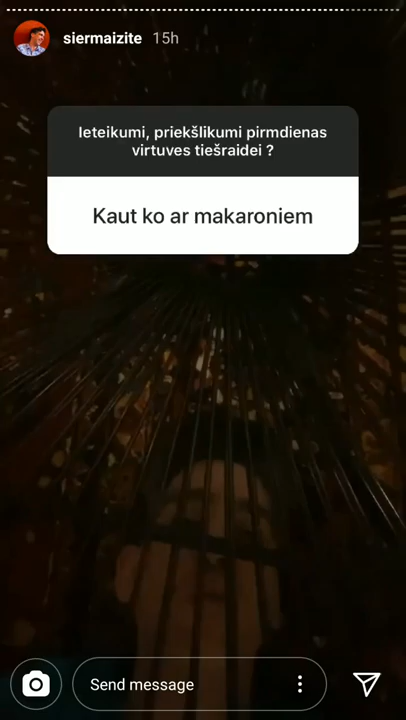 siermaizite 15h
Ieteikumi, priekšlikumi pirmdienas
virtuves tiešraidei ?
Kaut ko ar makaroniem
Send message